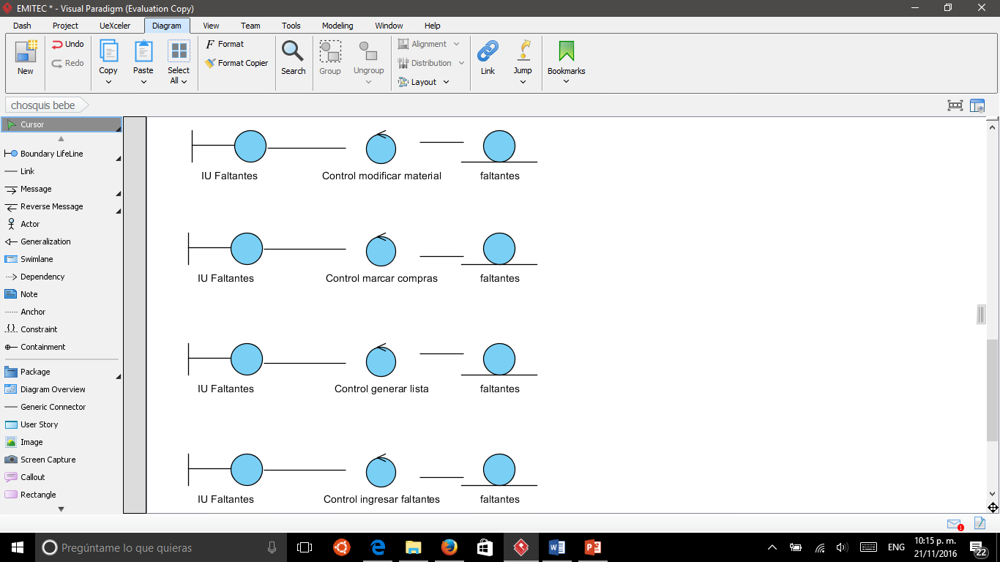 EMITEC * - Visual Paradigm (Evaluation Copy)
Dash Project UeXceler Diagram View Team Tools Modeling Window Help
New
Undo
Redo
Copy
Paste
Select All
Format
Format Copier
Search
Group
Ungroup
Alignment
Distribution
Layout
Link
Jump
Bookmarks
chosquis bebe
Cursor
Boundary LifeLine
Link
Message
Reverse Message
Actor
Generalization
Swimlane
Dependency
Note
Anchor
Constraint
Containment
Package
Diagram Overview
Generic Connector
User Story
Image
Screen Capture
Callout
Rectangle
IU Faltantes Control modificar material faltantes
IU Faltantes Control marcar compras faltantes
IU Faltantes Control generar lista faltantes
IU Faltantes Control ingresar faltantes faltantes
1
Pregúntame lo que quieras
ENG
10:15 p. m.
21/11/2016
22